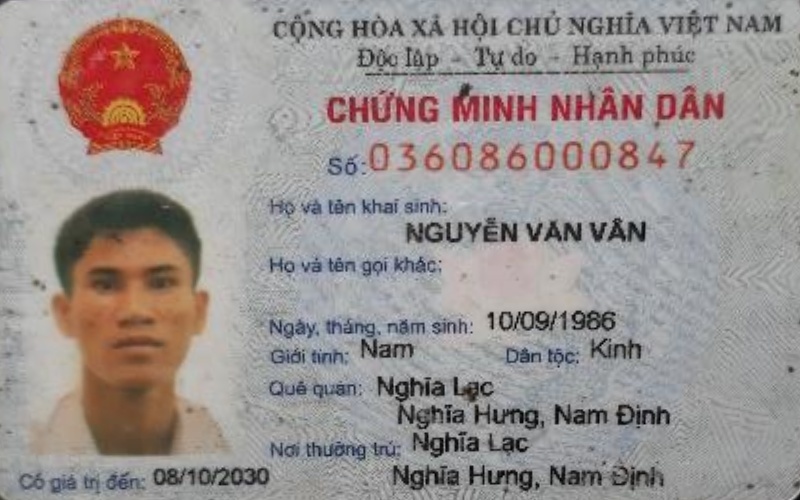 CỘNG HÒA XÃ HỘI CHỦ NGHĨA VIỆT NAM
Độc lập - Tự do - Hạnh phúc
CHỨNG MINH NHÂN DÂN
Số: 036086000847
Họ và tên khai sinh:
NGUYỄN VĂN VÂN
Họ và tên gọi khác:
Ngày, tháng, năm sinh: 10/09/1986
Giới tính: Nam Dân tộc: Kinh
Quê quán: Nghĩa Lạc
Nghĩa Hưng, Nam Định
Nơi thường trú: Nghĩa Lạc
Nghĩa Hưng, Nam Định
Có giá trị đến: 08/10/2030